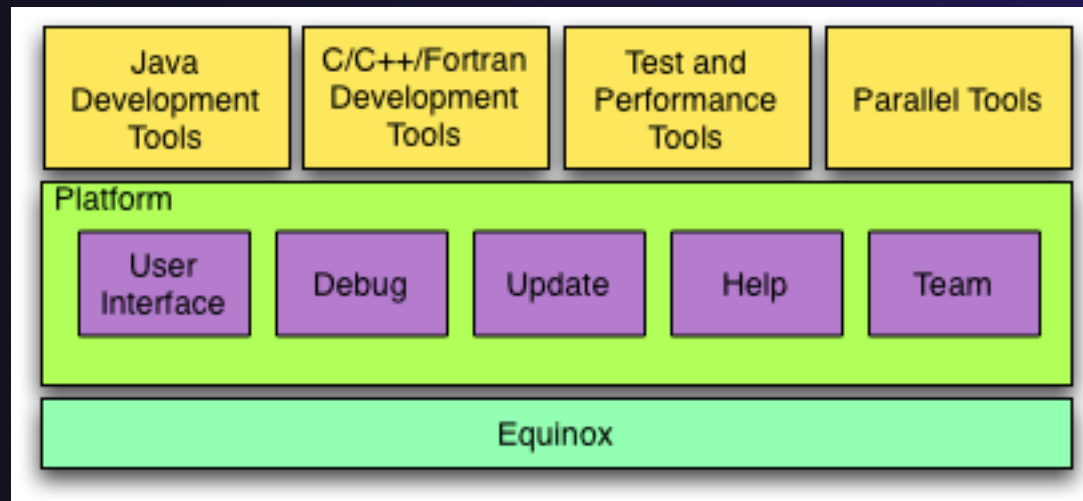 Java
Development
Tools
C/C++/Fortran
Development
Tools
Test and
Performance
Tools
Parallel Tools
Platform
User
Interface
Debug
Update
Help
Team
Equinox